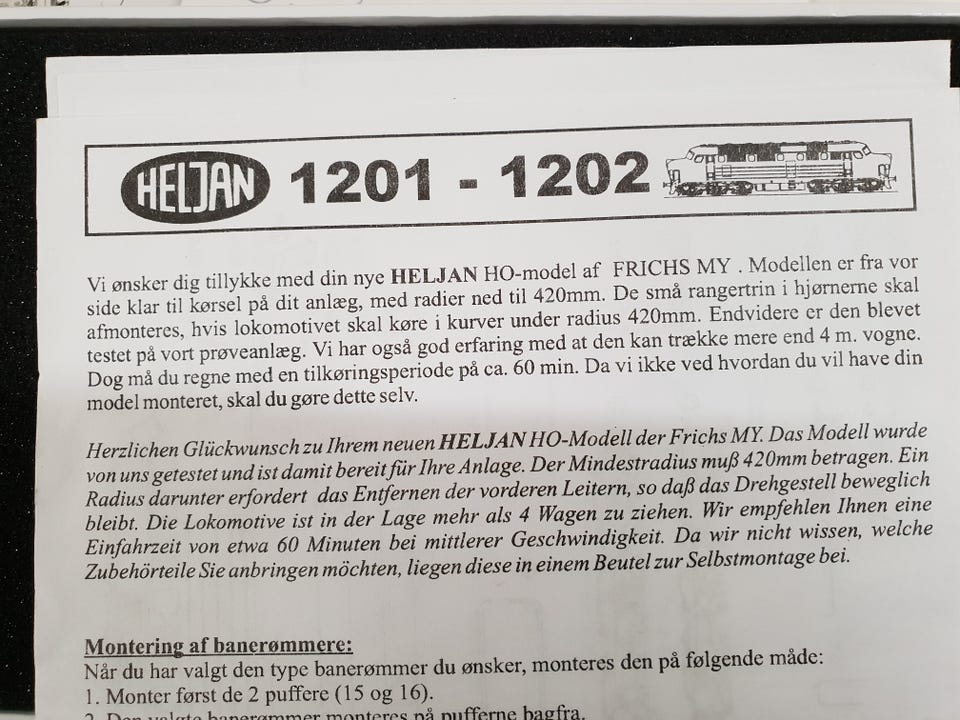 HELJAN 1201 - 1202
Vi ønsker dig tillykke med din nye HELJAN HO-model af FRICHS MY . Modellen er fra vor
side klar til kørsel på dit anlæg, med radier ned til 420mm. De små rangertrin i hjørnerne skal
afmonteres, hvis lokomotivet skal køre i kurver under radius 420mm. Endvidere er den blevet
testet på vort prøveanlæg. Vi har også god erfaring med at den kan trække mere end 4 m. vogne.
Dog må du regne med en tilkøringsperiode på ca. 60 min. Da vi ikke ved hvordan du vil have din
model monteret, skal du gøre dette selv.
Herzlichen Glückwunsch zu Ihrem neuen HELJAN HO-Modell der Frichs MY. Das Modell wurde
von uns getestet und ist damit bereit für Ihre Anlage. Der Mindestradius muß 420mm betragen. Ein
Radius darunter erfordert das Entfernen der vorderen Leitern, so daß das Drehgestell beweglich
bleibt. Die Lokomotive ist in der Lage mehr als 4 Wagen zu ziehen. Wir empfehlen Ihnen eine
Einfahrzeit von etwa 60 Minuten bei mittlerer Geschwindigkeit. Da wir nicht wissen, welche
Zubehörteile Sie anbringen möchten, liegen diese in einem Beutel zur Selbstmontage bei.
Montering af banerømmere:
Når du har valgt den type banerømmer du ønsker, monteres den på følgende måde:
1. Monter først de 2 puffere (15 og 16).
2. Den valgte banerømmer monteres på pufferne bagfra.